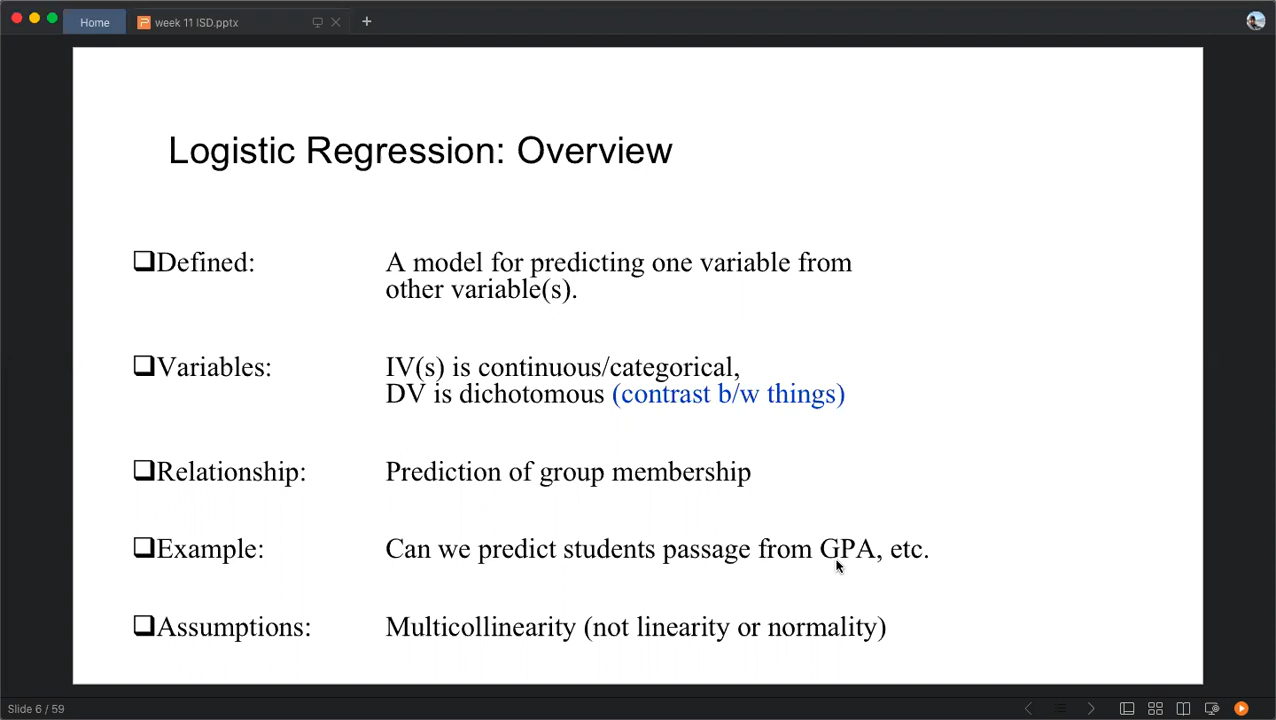 Home
week 11 ISD.pptx
Logistic Regression: Overview
Defined: A model for predicting one variable from
other variable(s).
Variables: IV(s) is continuous/categorical,
DV is dichotomous (contrast b/w things)
Relationship: Prediction of group membership
Example: Can we predict students passage from GPA, etc.
Assumptions: Multicollinearity (not linearity or normality)
Slide 6 / 59